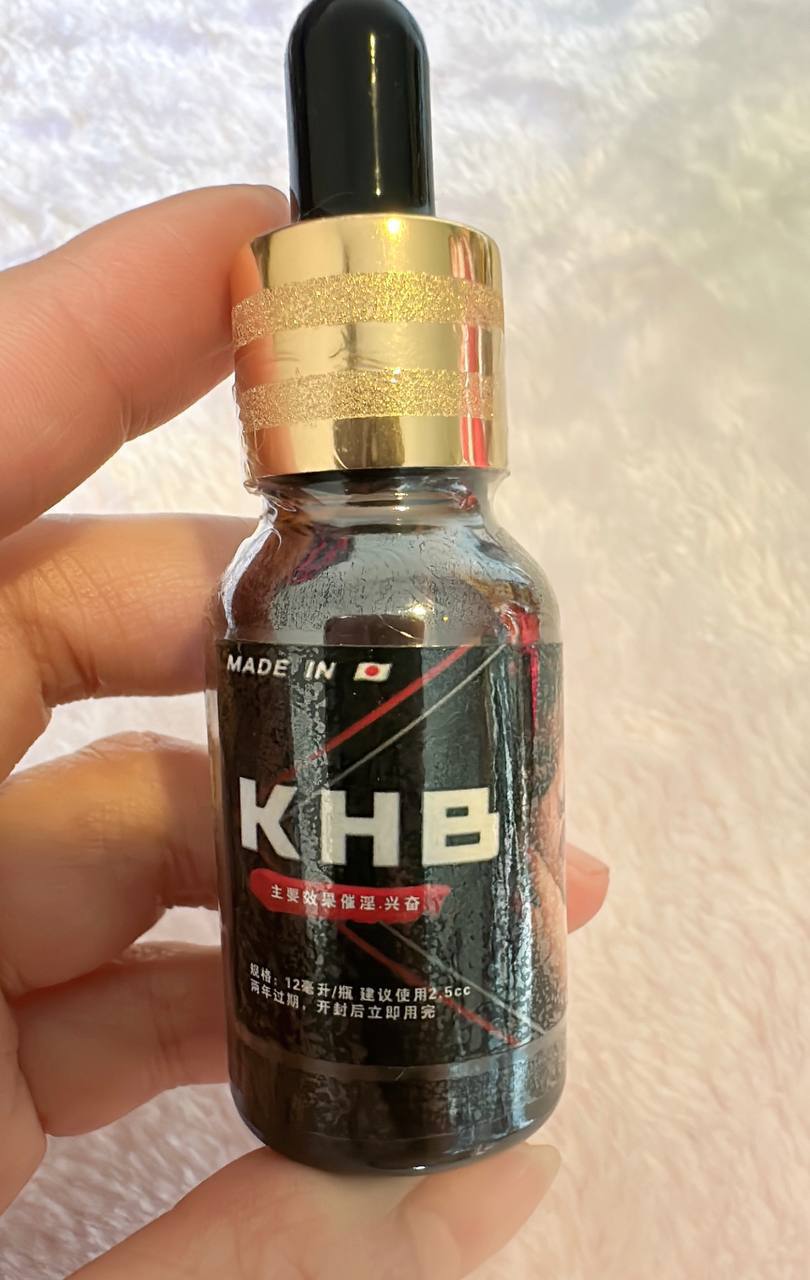 MADE IN
KHB
主要效果催淫.兴奋
规格：12毫升/瓶 建议使用2.5cc
两年过期，开封后立即用完